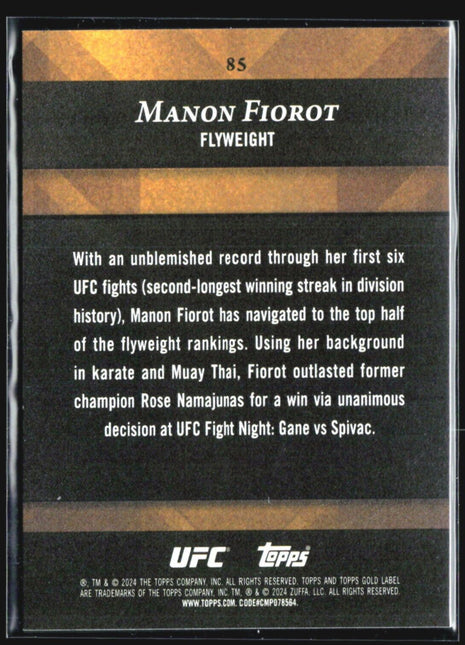 85
MANON FIOROT
FLYWEIGHT
With an unblemished record through her first six
UFC fights (second-longest winning streak in division
history), Manon Fiorot has navigated to the top half
of the flyweight rankings. Using her background
in karate and Muay Thai, Fiorot outlasted former
champion Rose Namajunas for a win via unanimous
decision at UFC Fight Night: Gane vs Spivac.
UFC topps
®, TM & © 2024 THE TOPPS COMPANY, INC. ALL RIGHTS RESERVED. TOPPS AND TOPPS GOLD LABEL
ARE TRADEMARKS OF THE TOPPS COMPANY, INC. TM, ® & © 2024 ZUFFA, LLC. ALL RIGHTS RESERVED.
WWW.TOPPS.COM. CODE#CMP078564.